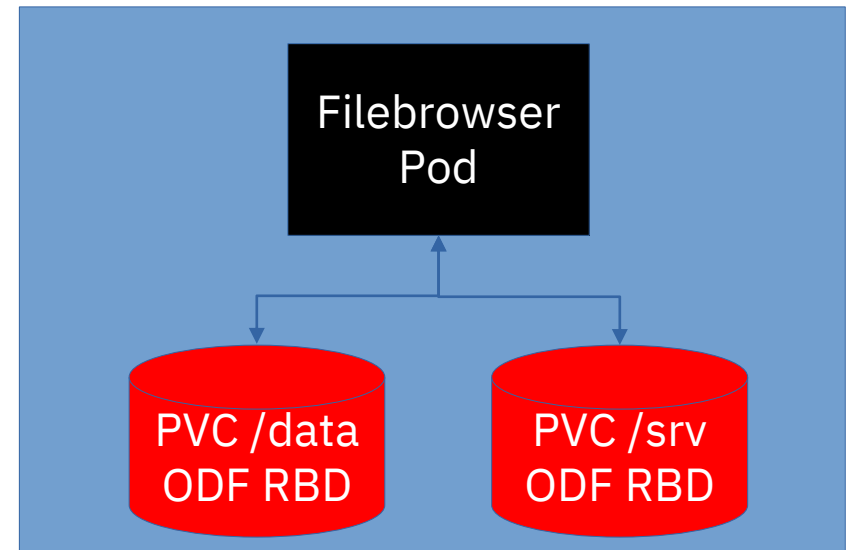 Filebrowser
Pod
PVC /data
ODF RBD
PVC /srv
ODF RBD